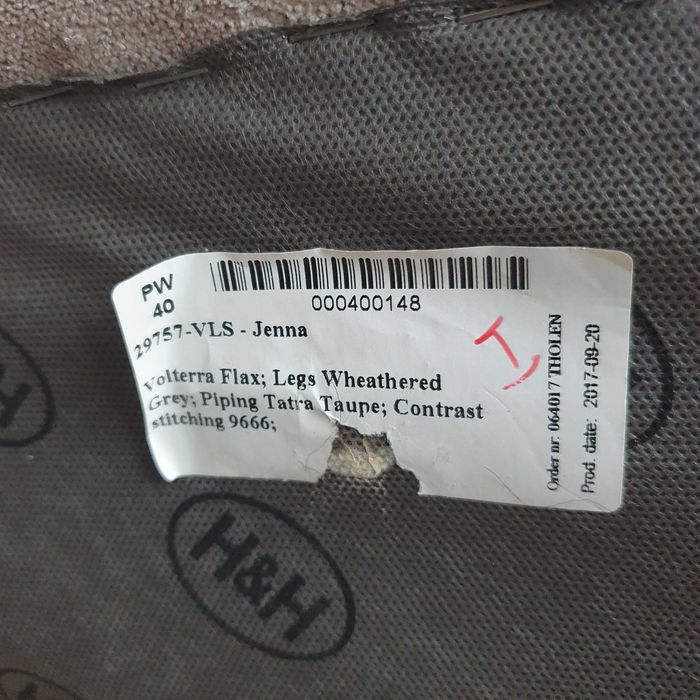 PW
40
000400148
29757-VLS - Jenna
Volterra Flax; Legs Wheathered
Grey; Piping Tatra Taupe; Contrast
stitching 9666;
T
Order nr: 064017 THOLEN
Prod. date: 2017-09-20
H&H
H&H